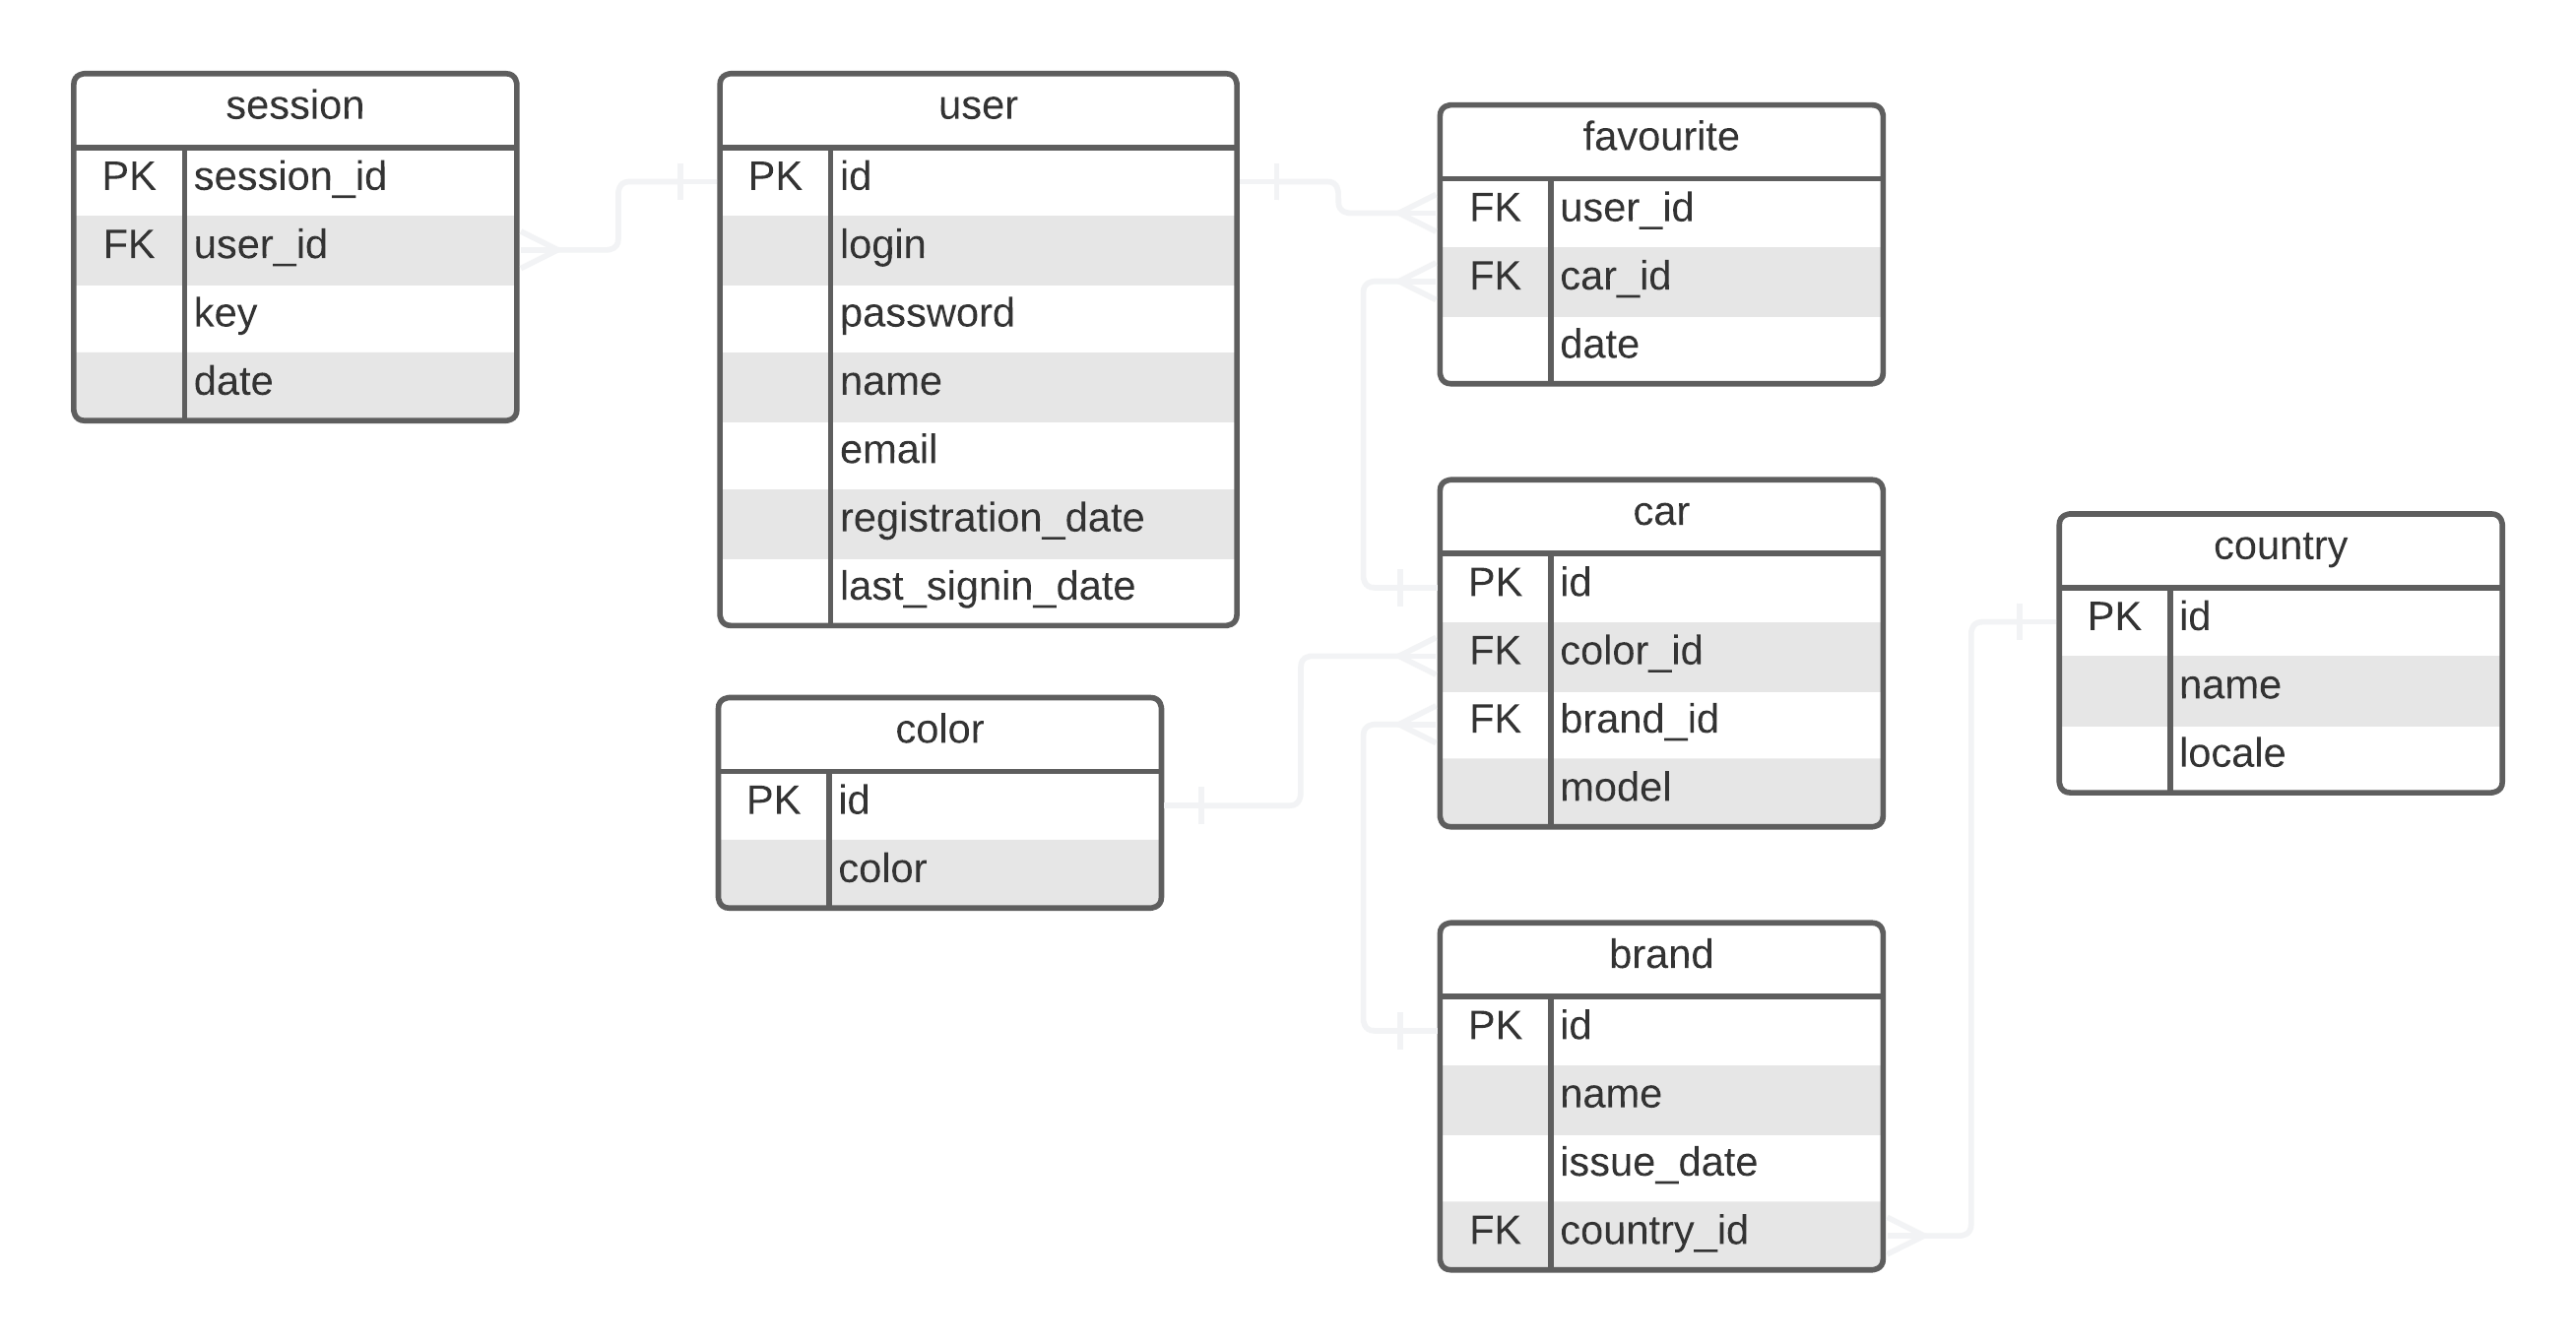 session
PK session_id
FK user_id
key
date
user
PK id
login
password
name
email
registration_date
last_signin_date
favourite
FK user_id
FK car_id
date
car
PK id
FK color_id
FK brand_id
model
country
PK id
name
locale
color
PK id
color
brand
PK id
name
issue_date
FK country_id